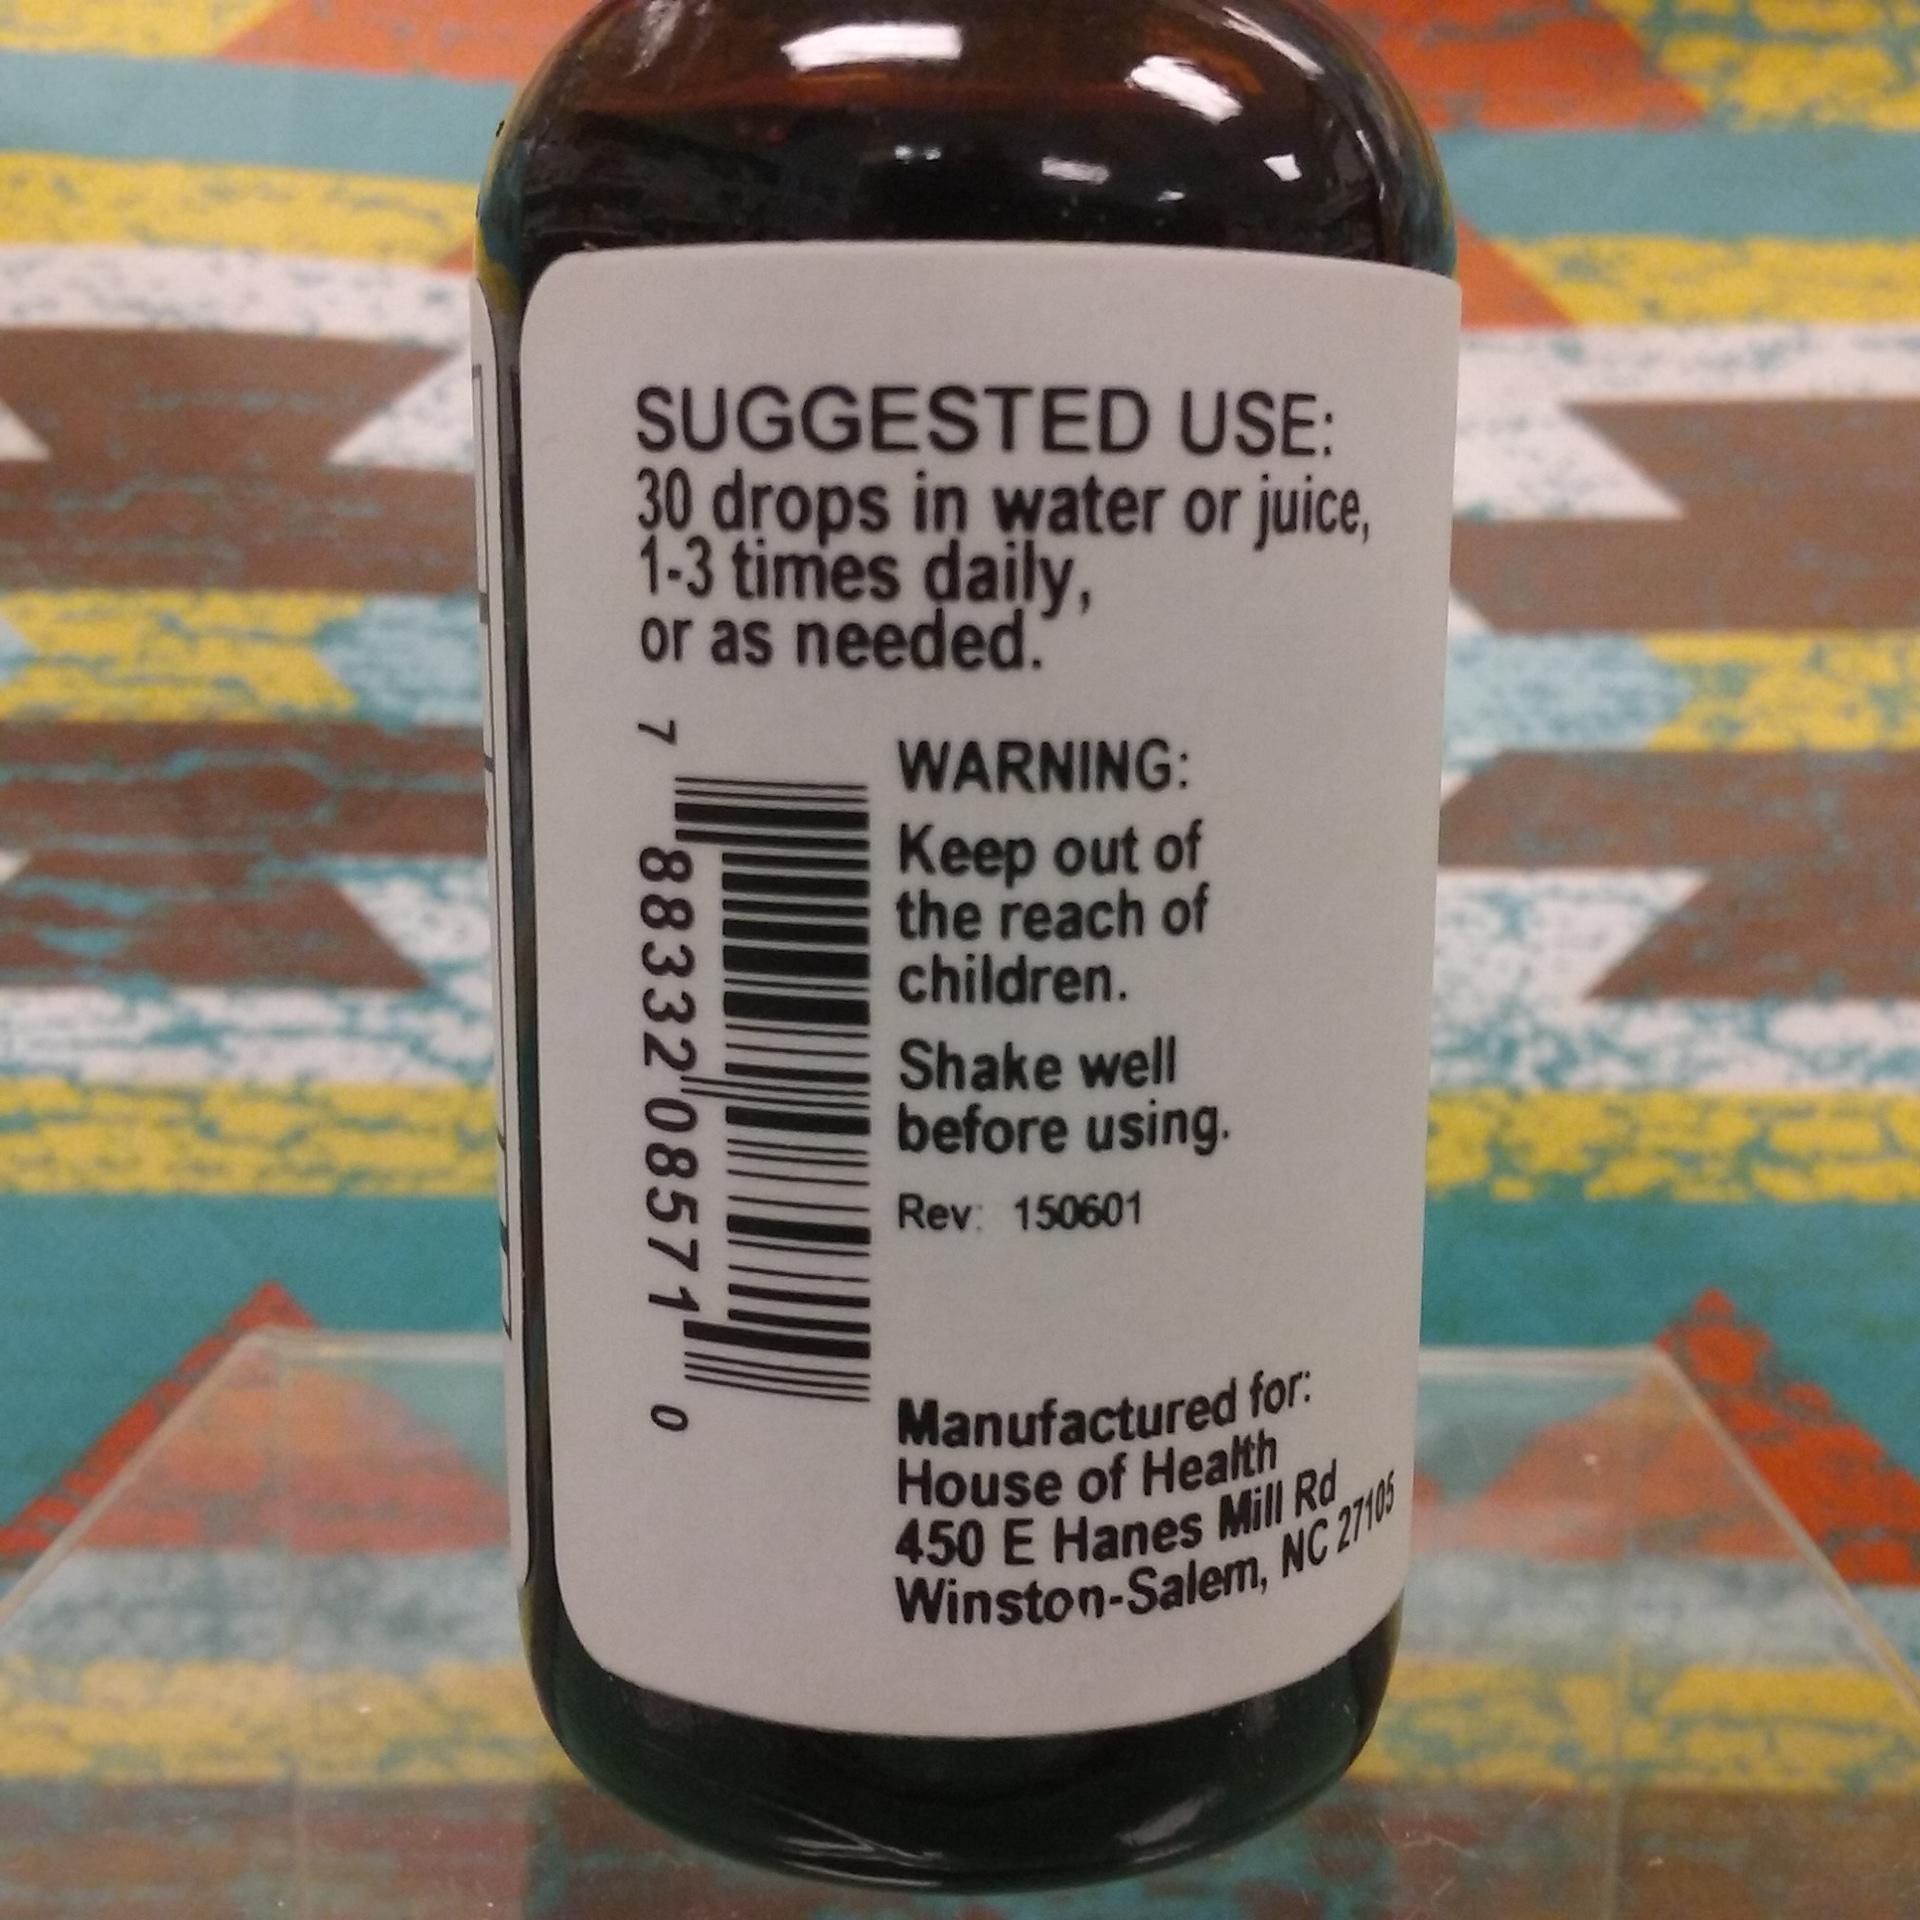 SUGGESTED USE:
30 drops in water or juice,
1-3 times daily,
or as needed.
7 88332 08571 0
WARNING:
Keep out of
the reach of
children.
Shake well
before using.
Rev: 150601
Manufactured for:
House of Health
450 E Hanes Mill Rd
Winston-Salem, NC 27105